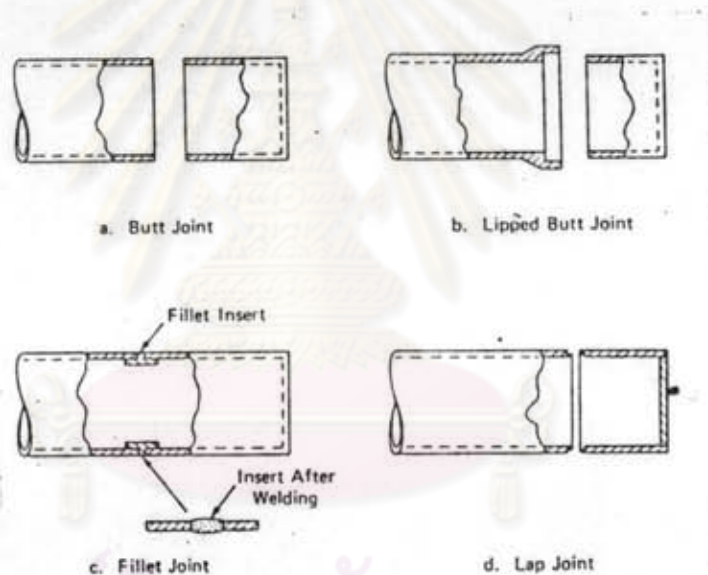 a. Butt Joint
b. Lipped Butt Joint
Fillet Insert
Insert After
Welding
c. Fillet Joint
d. Lap Joint